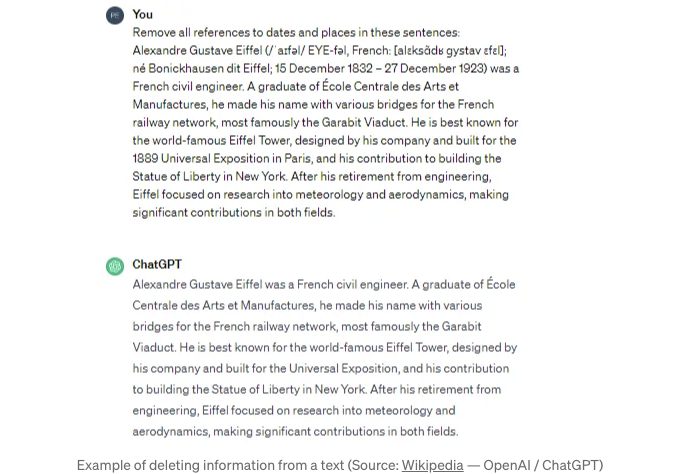 PE
You
Remove all references to dates and places in these sentences:
Alexandre Gustave Eiffel (/ˈaɪfəl/ EYE-fəl, French: [alɛksɑ̃dʁ ɡystav ɛfɛl];
né Bonickhausen dit Eiffel; 15 December 1832 – 27 December 1923) was a
French civil engineer. A graduate of École Centrale des Arts et
Manufactures, he made his name with various bridges for the French
railway network, most famously the Garabit Viaduct. He is best known for
the world-famous Eiffel Tower, designed by his company and built for the
1889 Universal Exposition in Paris, and his contribution to building the
Statue of Liberty in New York. After his retirement from engineering,
Eiffel focused on research into meteorology and aerodynamics, making
significant contributions in both fields.
ChatGPT
Alexandre Gustave Eiffel was a French civil engineer. A graduate of École
Centrale des Arts et Manufactures, he made his name with various
bridges for the French railway network, most famously the Garabit
Viaduct. He is best known for the world-famous Eiffel Tower, designed by
his company and built for the Universal Exposition, and his contribution
to building the Statue of Liberty in New York. After his retirement from
engineering, Eiffel focused on research into meteorology and
aerodynamics, making significant contributions in both fields.
Example of deleting information from a text (Source: Wikipedia — OpenAI / ChatGPT)